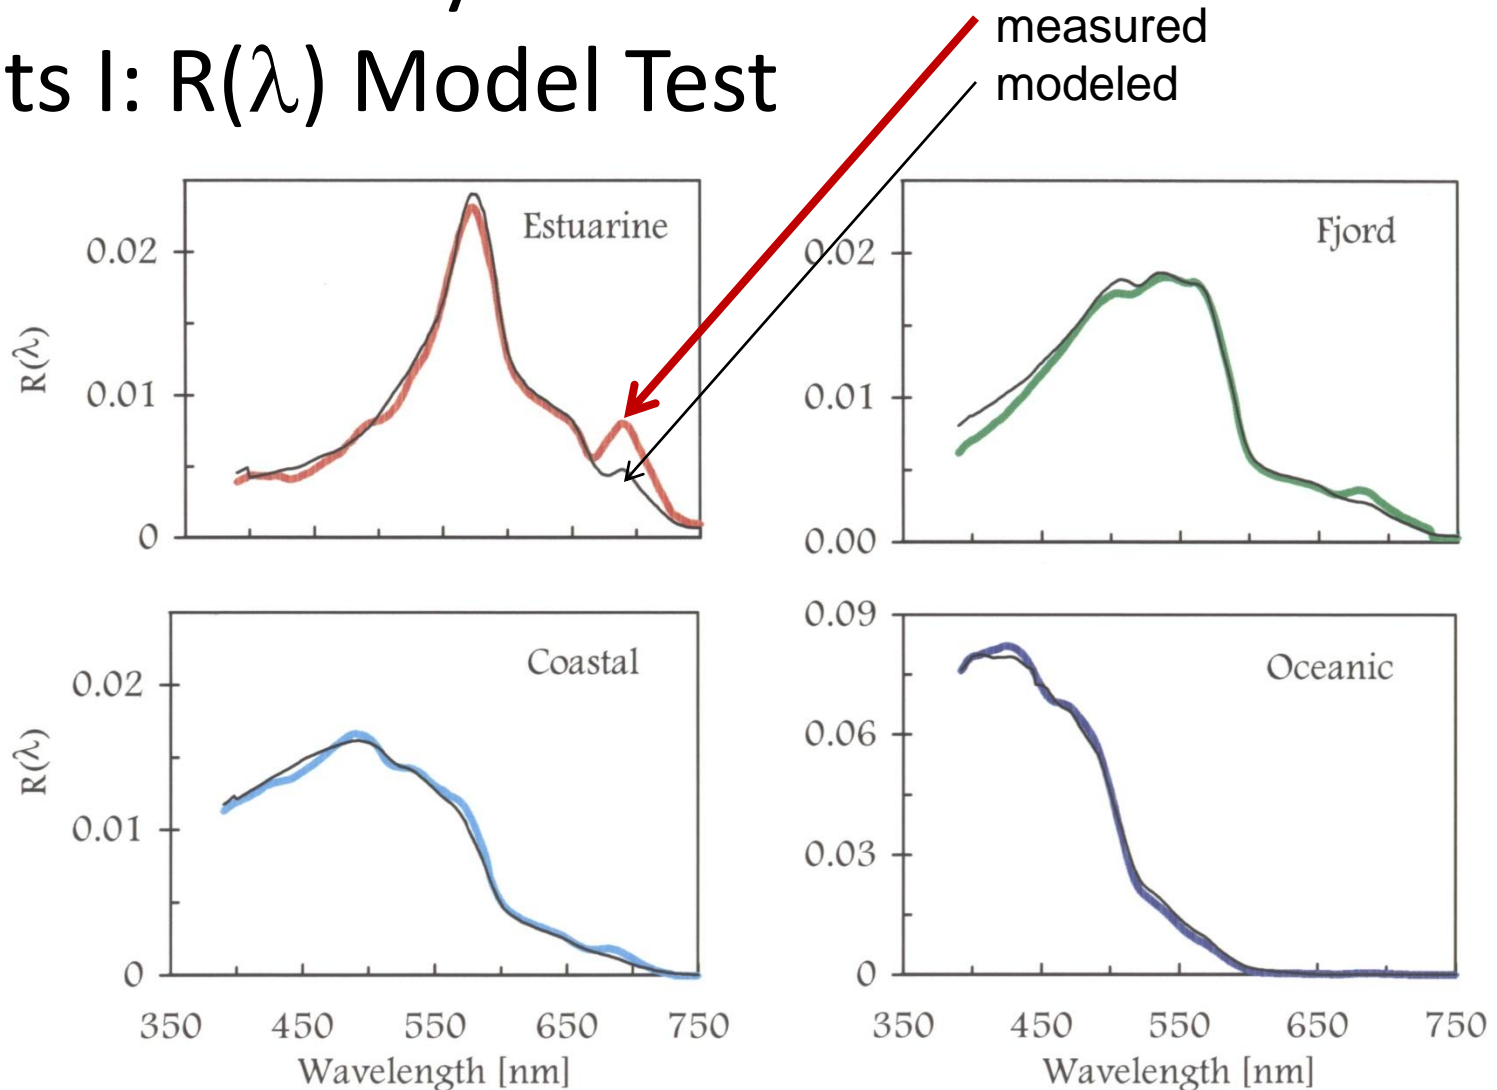 ts I: R(λ) Model Test
measured
modeled
Estuarine
0.02
0.01
0
R(λ)
Fjord
0.02
0.01
0.00
Coastal
0.02
0.01
0
R(λ)
350 450 550 650 750
Wavelength [nm]
Oceanic
0.09
0.06
0.03
0
350 450 550 650 750
Wavelength [nm]